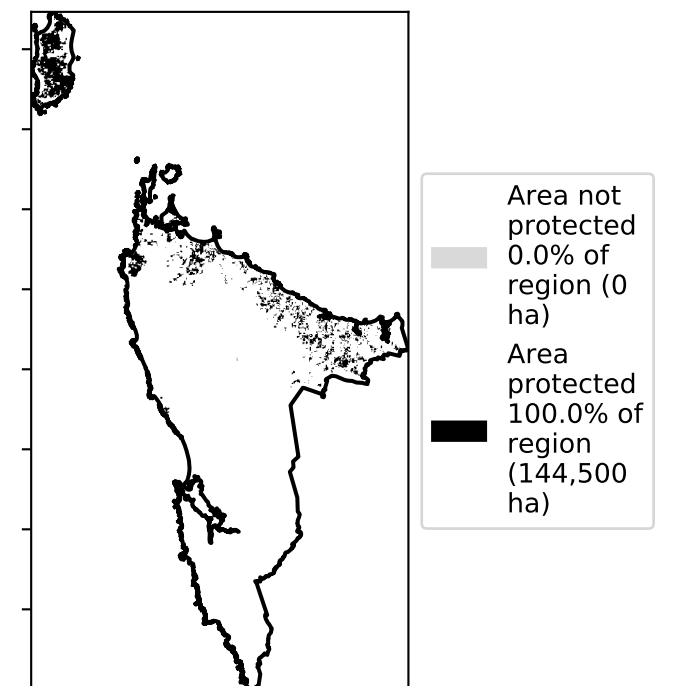 Area not
protected
0.0% of
region (0
ha)
Area
protected
100.0% of
region
(144,500
ha)